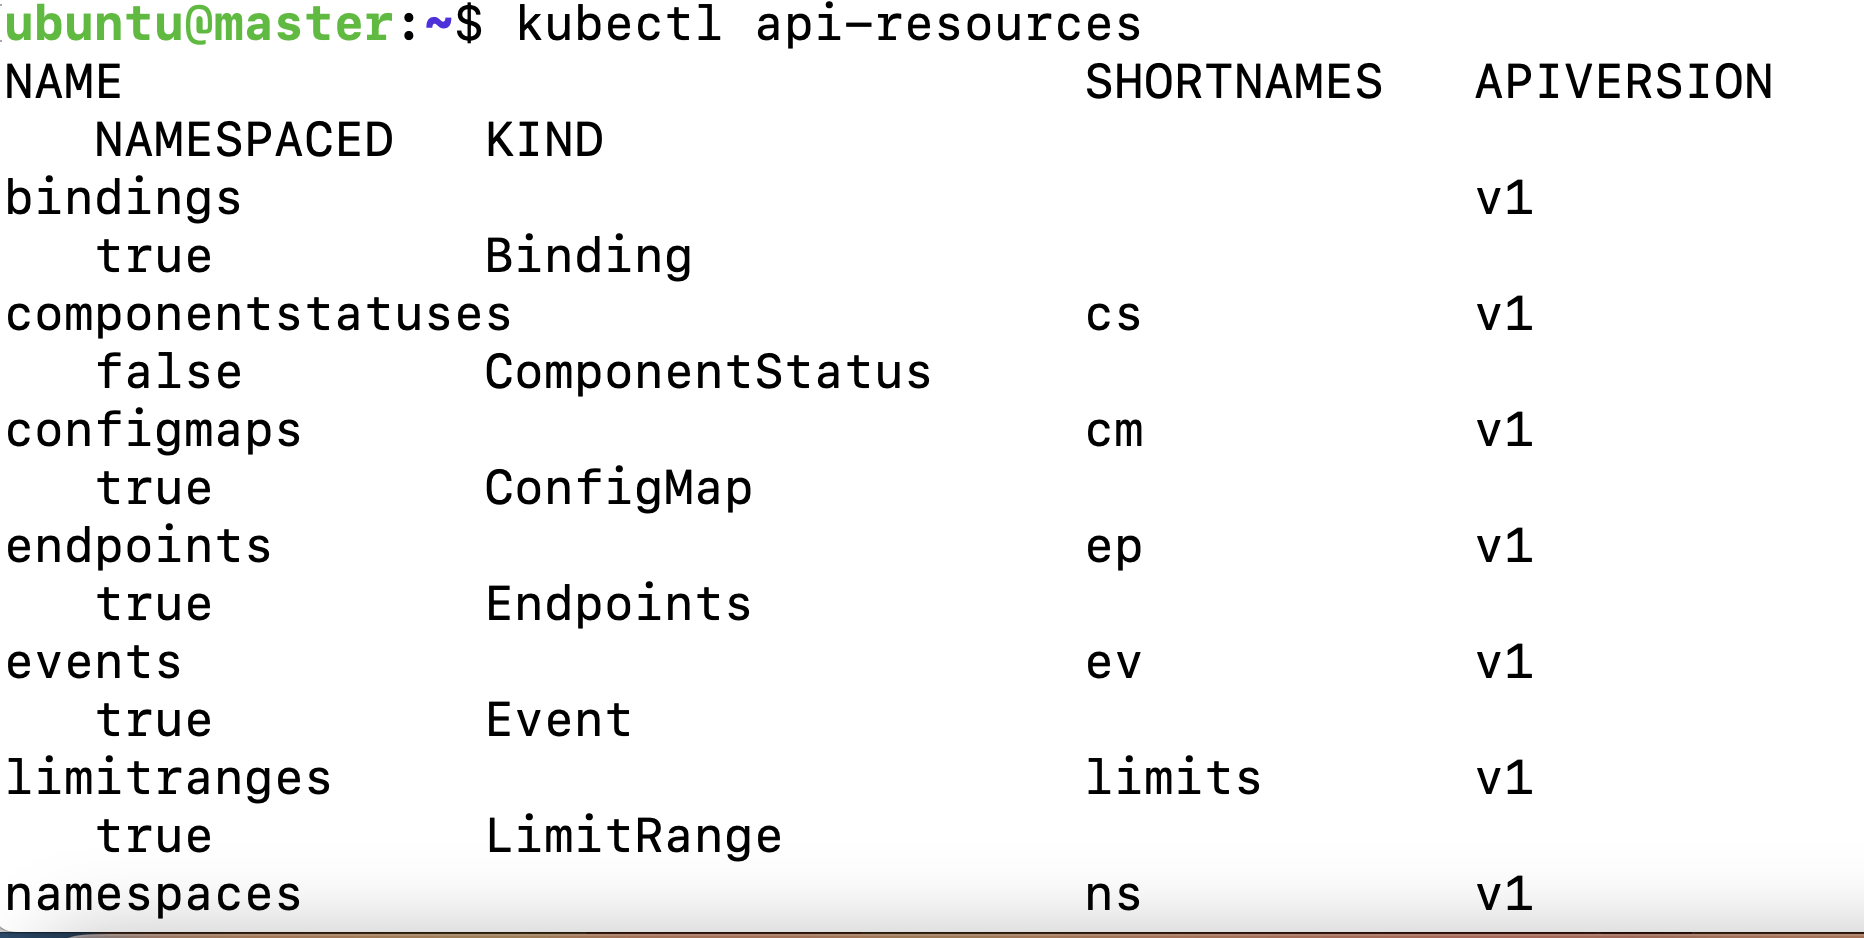 ubuntu@master:~$ kubectl api-resources
NAME SHORTNAMES APIVERSION
NAMESPACED KIND
bindings v1
true Binding
componentstatuses cs v1
false ComponentStatus
configmaps cm v1
true ConfigMap
endpoints ep v1
true Endpoints
events ev v1
true Event
limitranges limits v1
true LimitRange
namespaces ns v1